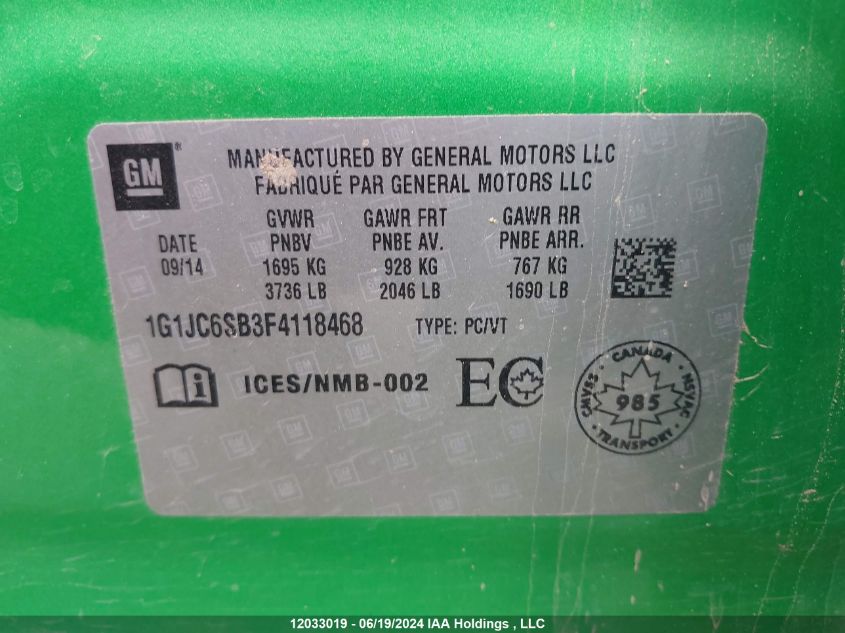 GM ® MANUFACTURED BY GENERAL MOTORS LLC
FABRIQUÉ PAR GENERAL MOTORS LLC
GVWR GAWR FRT GAWR RR
DATE PNBV PNBE AV. PNBE ARR.
09/14 1695 KG 928 KG 767 KG
3736 LB 2046 LB 1690 LB
1G1JC6SB3F4118468 TYPE: PC/VT
i ICES/NMB-002 EC
CANADA
CMVSS 985 NSVAC
TRANSPORT
12033019 - 06/19/2024 IAA Holdings , LLC